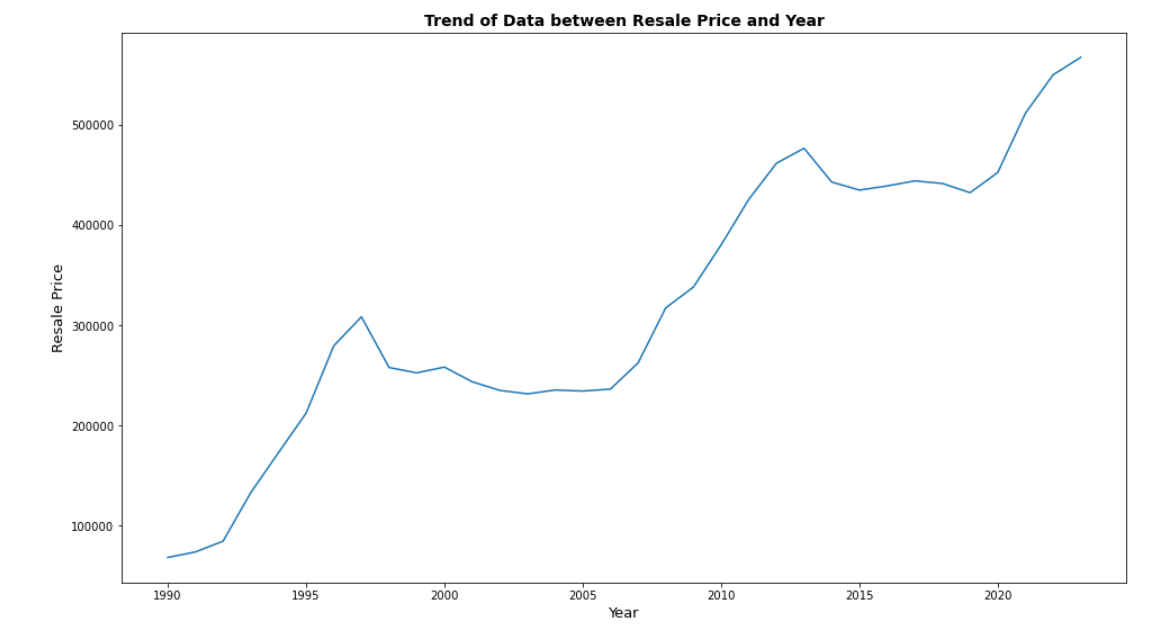 Trend of Data between Resale Price and Year
500000
400000
300000
200000
100000
Resale Price
1990 1995 2000 2005 2010 2015 2020
Year